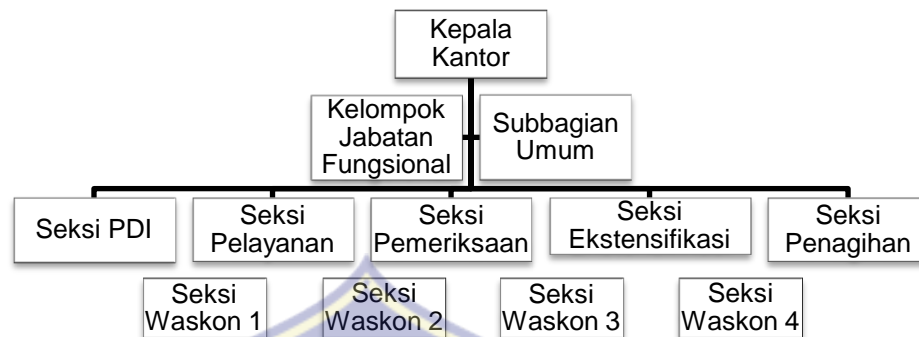 Kepala
Kantor
Kelompok
Jabatan
Fungsional
Subbagian
Umum
Seksi PDI
Seksi
Pelayanan
Seksi
Pemeriksaan
Seksi
Ekstensifikasi
Seksi
Penagihan
Seksi
Waskon 1
Seksi
Waskon 2
Seksi
Waskon 3
Seksi
Waskon 4